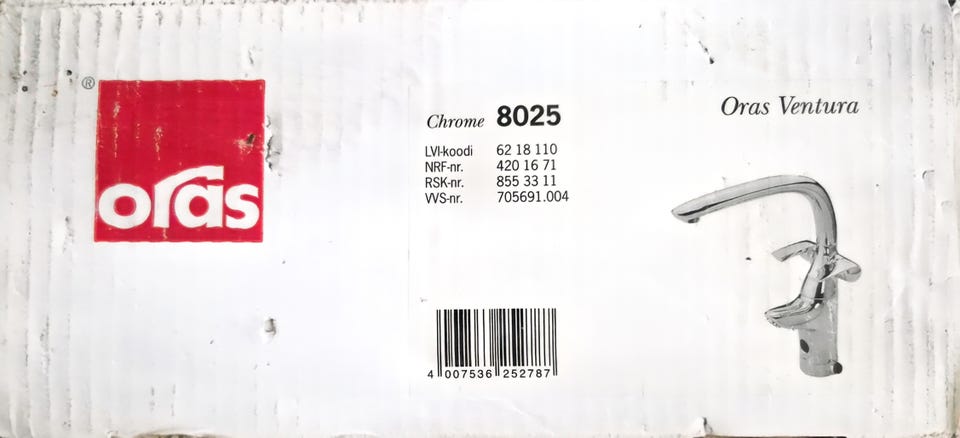 ®
oras
Chrome 8025
LVI-koodi 62 18 110
NRF-nr. 420 16 71
RSK-nr. 855 33 11
VVS-nr. 705691.004
4 007536 252787
Oras Ventura